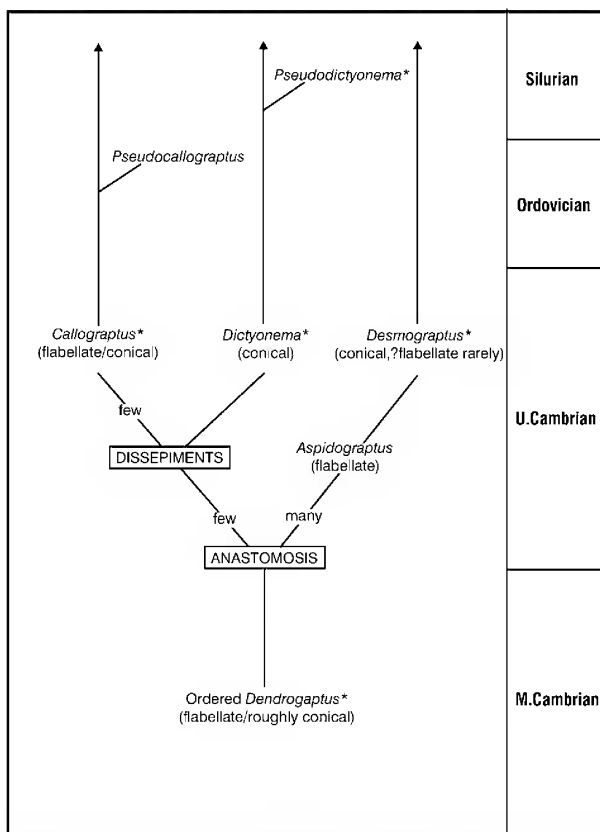 Pseudodictyonema*
Silurian
Pseudocallograptus
Ordovician
Callograptus*
(flabellate/conical)
Dictyonema*
(conical)
Desmograptus*
(conical,?flabellate rarely)
U.Cambrian
few
DISSEPIMENTS
Aspidograptus
(flabellate)
few
many
ANASTOMOSIS
Ordered Dendrogaptus*
(flabellate/roughly conical)
M.Cambrian